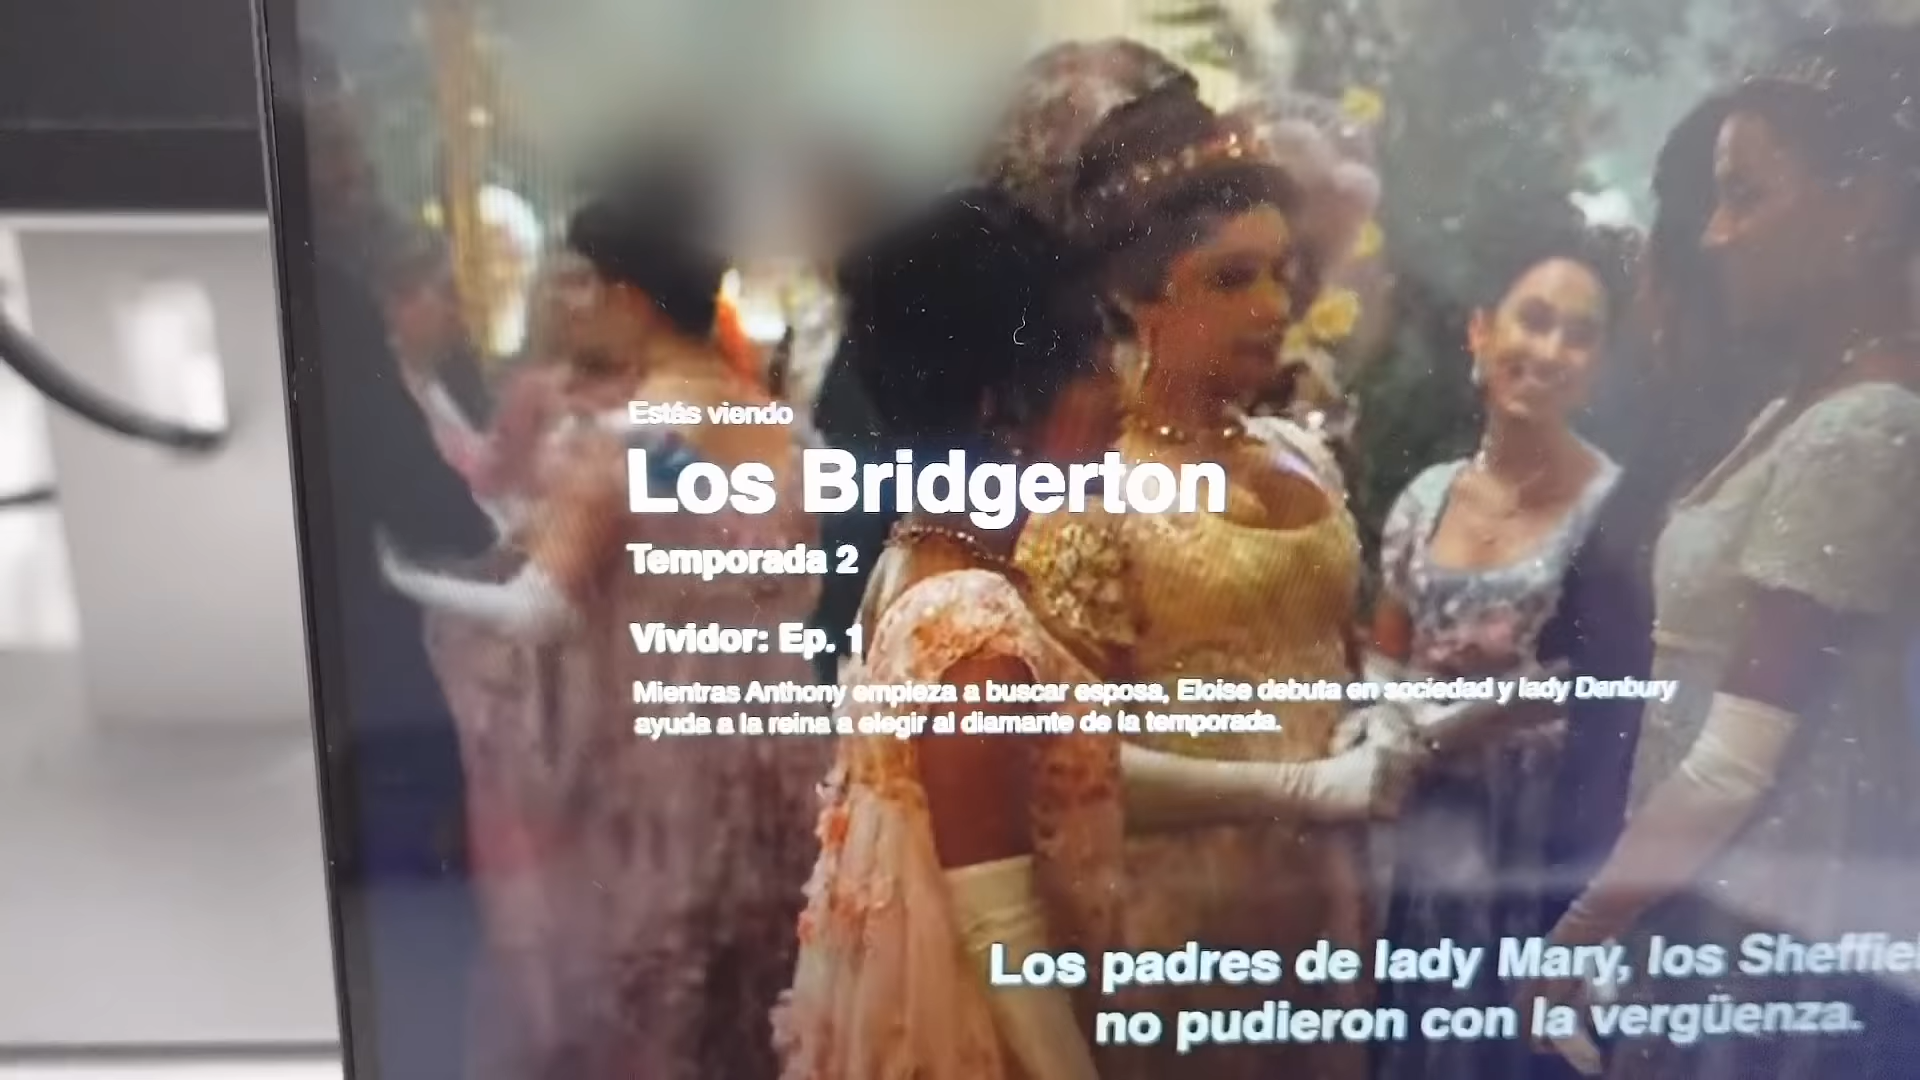 Estás viendo
Los Bridgerton
Temporada 2
Vividor: Ep. 1
Mientras Anthony empieza a buscar esposa, Eloise debuta en sociedad y lady Danbury
ayuda a la reina a elegir al diamante de la temporada.
Los padres de lady Mary, los Sheffiel
no pudieron con la vergüenza.